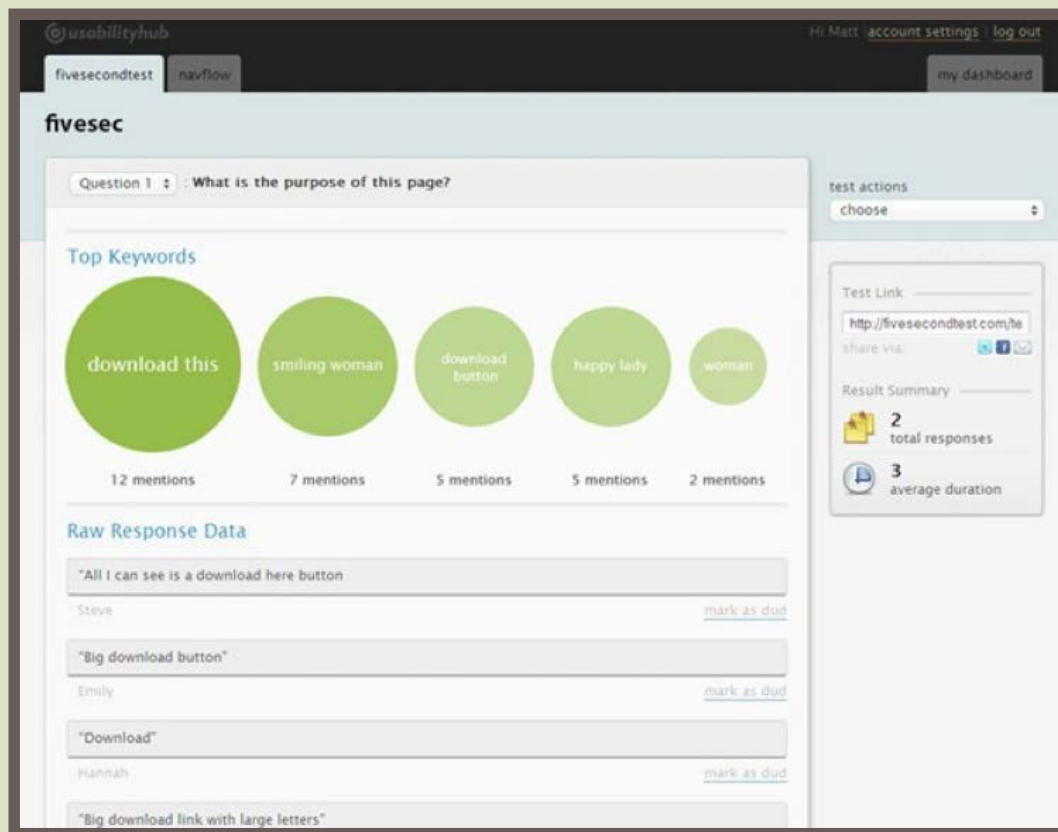 usabilityhub
Hi Matt account settings log out
fivesecondtest navflow my dashboard
fivesec
Question 1 : What is the purpose of this page?
test actions
choose
Top Keywords
download this
smiling woman
download
button
happy lady
woman
12 mentions 7 mentions 5 mentions 5 mentions 2 mentions
Test Link
http://fivesecondtest.com/te
share via:
Result Summary
2
total responses
3
average duration
Raw Response Data
"All I can see is a download here button
Steve mark as dud
"Big download button"
Emily mark as dud
"Download"
Hannah mark as dud
"Big download link with large letters"